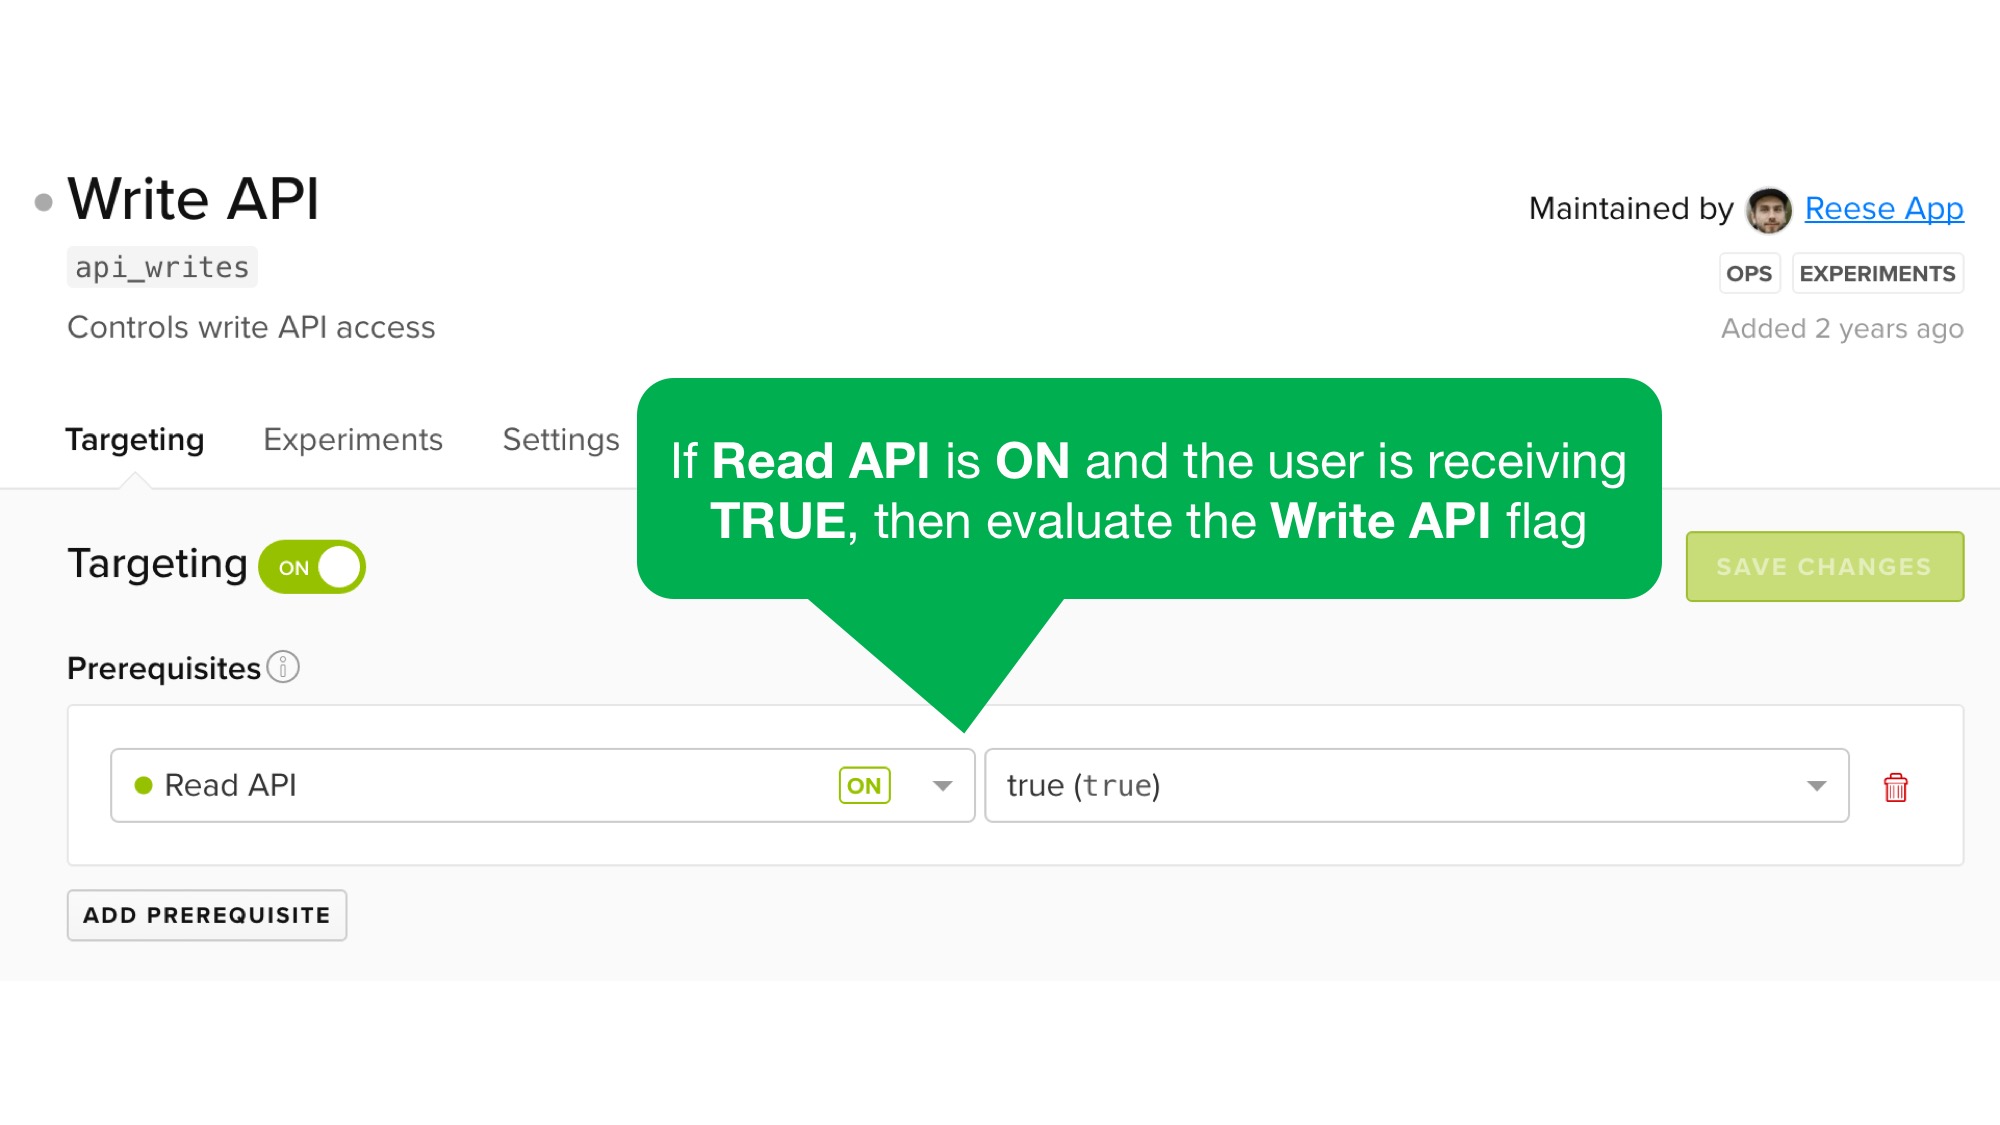 Write API
Maintained by Reese App
api_writes
OPS EXPERIMENTS
Controls write API access
Added 2 years ago
Targeting Experiments Settings
If Read API is ON and the user is receiving
TRUE, then evaluate the Write API flag
Targeting ON
SAVE CHANGES
Prerequisites
Read API ON true (true)
ADD PREREQUISITE